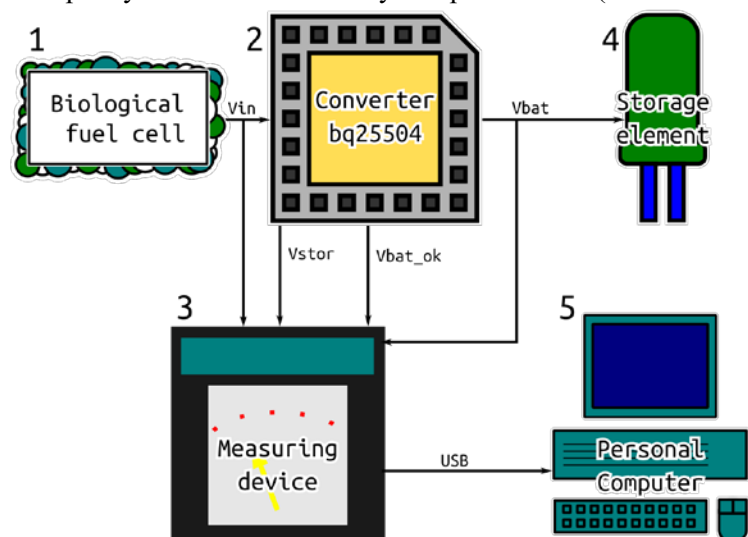 1
2
4
Biological
fuel cell
Vin
Converter
bq25504
Vbat
Storage
element
Vstor
Vbat_ok
3
5
Measuring
device
USB
Personal
Computer